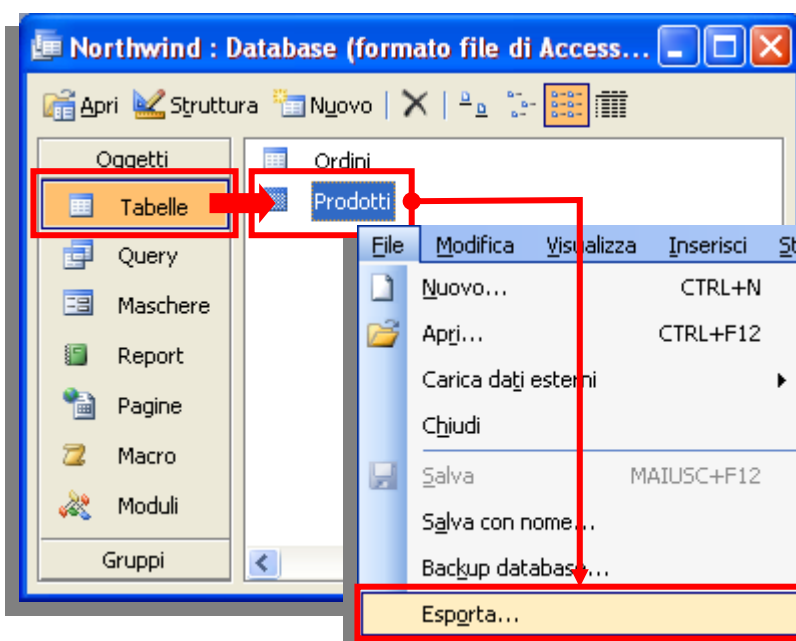 Northwind : Database (formato file di Access...
Apri Struttura Nuovo
Oggetti
Tabelle
Query
Maschere
Report
Pagine
Macro
Moduli
Gruppi
Ordini
Prodotti
File Modifica Visualizza Inserisci St
Nuovo... CTRL+N
Apri... CTRL+F12
Carica dati esterni
Chiudi
Salva MAIUSC+F12
Salva con nome...
Backup database...
Esporta...